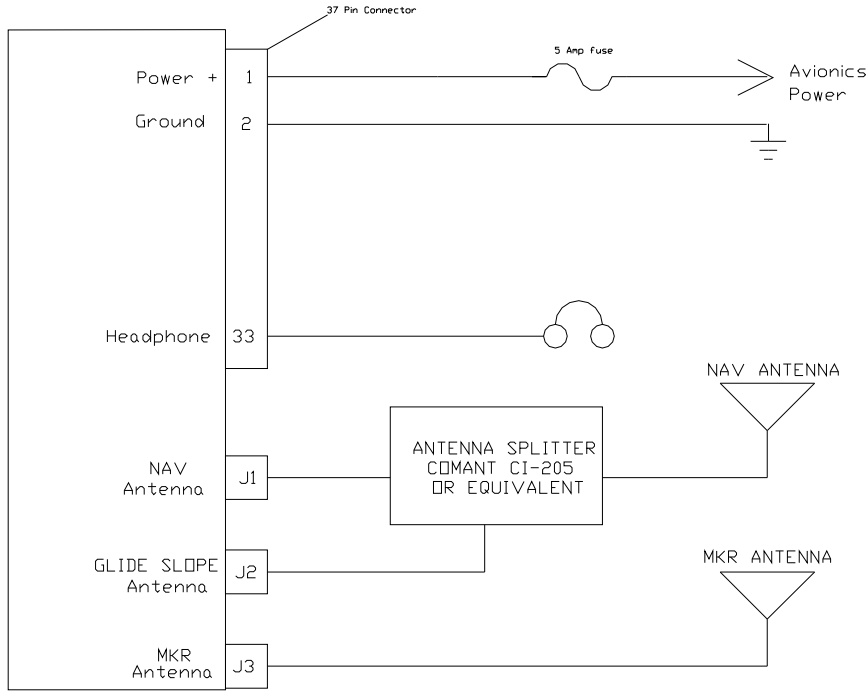 37 Pin Connector
5 Amp Fuse
Power + 1
Avionics
Power
Ground 2
Headphone 33
NAV ANTENNA
ANTENNA SPLITTER
COMANT CI-205
OR EQUIVALENT
NAV
Antenna
J1
MKR ANTENNA
GLIDE SLOPE
Antenna
J2
MKR
Antenna
J3